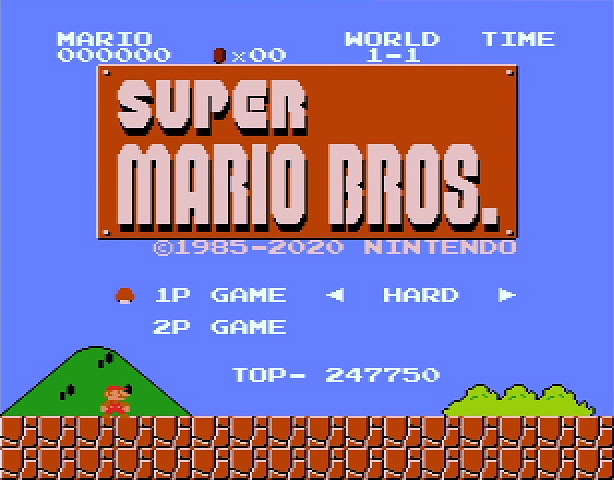 MARIO WORLD TIME
000000 ×00 1-1
SUPER
MARIO BROS.
©1985-2020 NINTENDO
1P GAME ◄ HARD ►
2P GAME
TOP- 247750